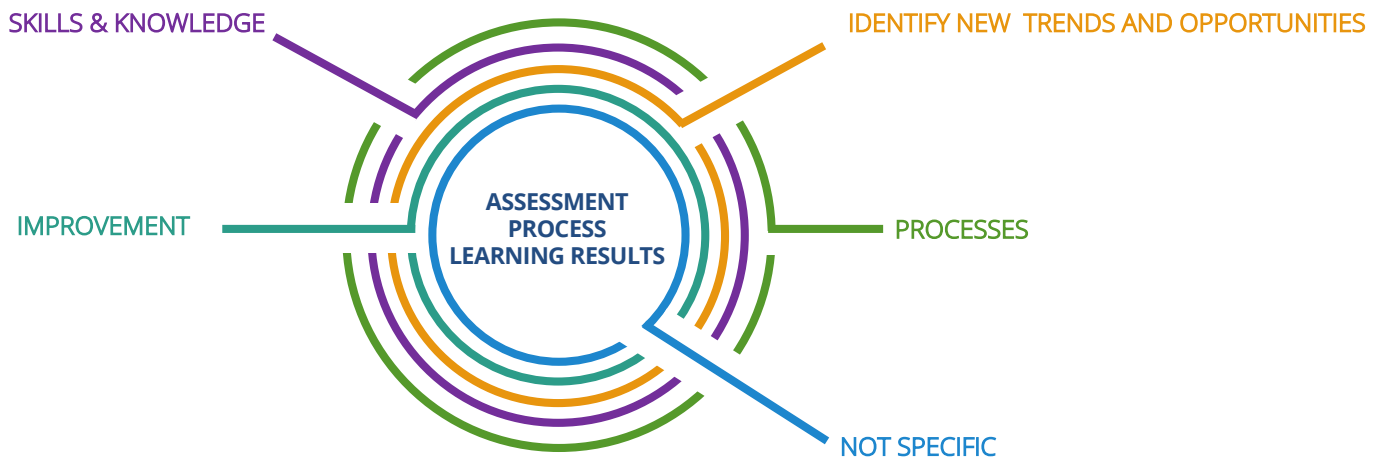 SKILLS & KNOWLEDGE
IDENTIFY NEW  TRENDS AND OPPORTUNITIES
ASSESSMENT
PROCESS
LEARNING RESULTS
IMPROVEMENT
PROCESSES
NOT SPECIFIC